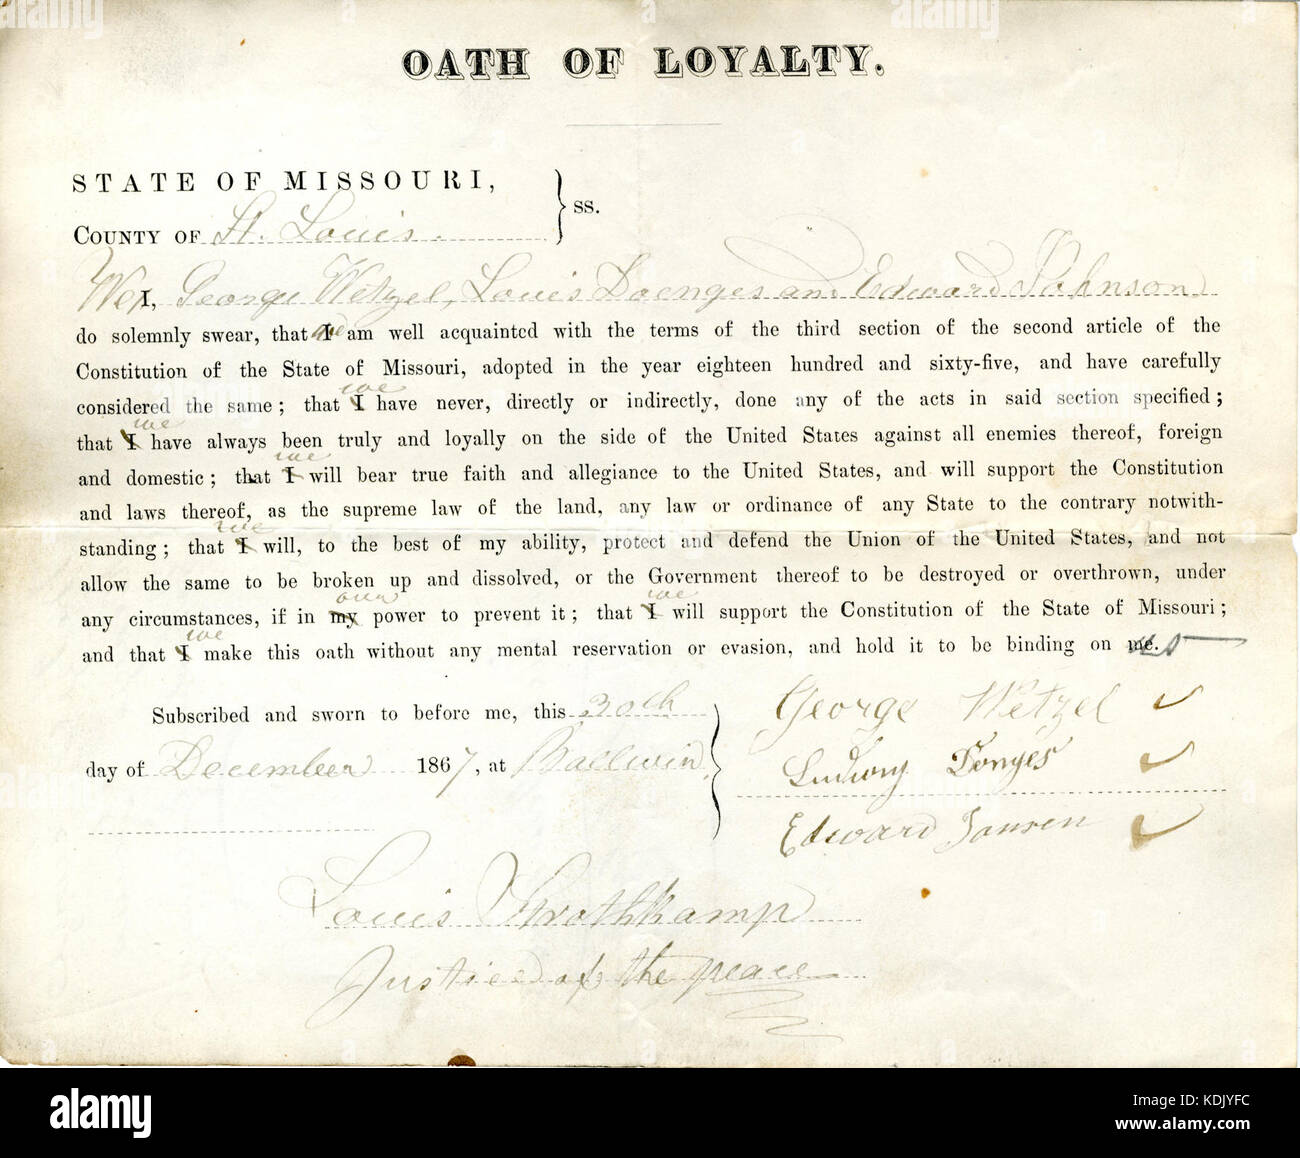 OATH OF LOYALTY.
STATE OF MISSOURI,
COUNTY OF St. Louis.
ss.
We I, George Wetzel, Louis Doenges and Edward Johnson
do solemnly swear, that I we am well acquainted with the terms of the third section of the second article of the
Constitution of the State of Missouri, adopted in the year eighteen hundred and sixty-five, and have carefully
we
considered the same; that I have never, directly or indirectly, done any of the acts in said section specified;
we
that I have always been truly and loyally on the side of the United States against all enemies thereof, foreign
we
and domestic; that I will bear true faith and allegiance to the United States, and will support the Constitution
and laws thereof, as the supreme law of the land, any law or ordinance of any State to the contrary notwith-
we
standing; that I will, to the best of my ability, protect and defend the Union of the United States, and not
allow the same to be broken up and dissolved, or the Government thereof to be destroyed or overthrown, under
our we
any circumstances, if in my power to prevent it; that I will support the Constitution of the State of Missouri;
we
and that I make this oath without any mental reservation or evasion, and hold it to be binding on me. us
Subscribed and sworn to before me, this 30th
day of December 1867, at Ballwin
George Wetzel
Ludwig Dönges
Edward Jansen
Louis
Justice of the peace
alamy
Image ID: KDJYFC
www.alamy.com